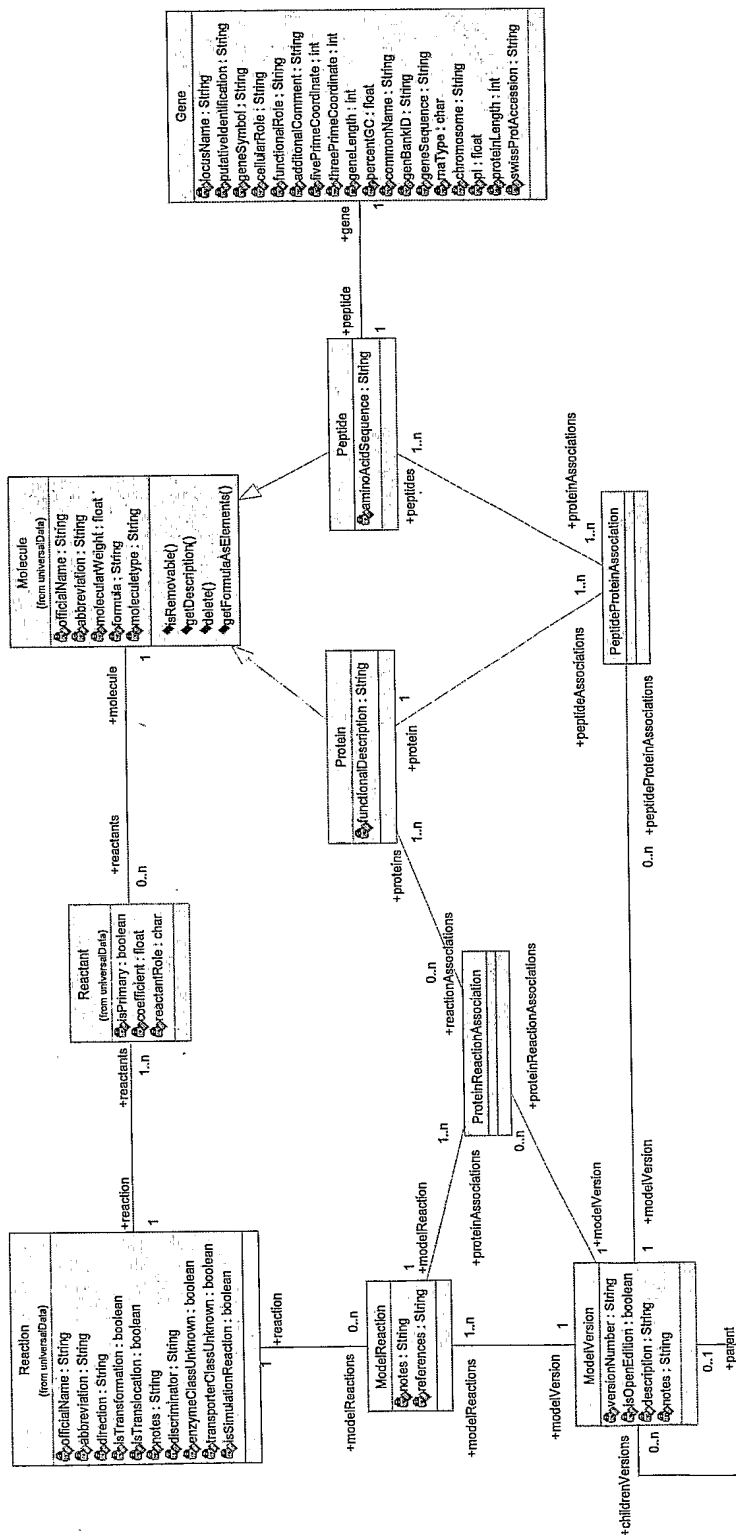 Reaction
(from universalData)
officialName : String
abbreviation : String
direction : String
isTransformation : boolean
isTranslocation : boolean
notes : String
discriminator : String
enzymeClassUnknown : boolean
transporterClassUnknown : boolean
isSimulationReaction : boolean
+reaction
1
+reactants
1..n
Reactant
(from universalData)
isPrimary : boolean
coefficient : float
reactantRole : char
+reactants
0..n
+molecule
1
Molecule
(from universalData)
officialName : String
abbreviation : String
molecularWeight : float
formula : String
moleculetype : String
isRemovable()
getDescription()
delete()
getFormulaAsElements()
+reaction
1
+modelReactions
0..n
ModelReaction
notes : String
references : String
1
+modelReaction
+proteinAssociations
1..n
+modelReactions
1..n
+modelVersion
1
ProteinReactionAssociation
0..n
+reactionAssociations
+proteins
1..n
0..n
+proteinReactionAssociations
1
+modelVersion
Protein
functionalDescription : String
+protein
1
+peptideAssociations
1..n
Peptide
aminoAcidSequence : String
+peptides
1..n
+proteinAssociations
1..n
+peptide
1
+gene
1
Gene
locusName : String
putativeIdentification : String
geneSymbol : String
cellularRole : String
functionalRole : String
additonalComment : String
fivePrimeCoordinate : int
threePrimeCoordinate : int
geneLength : int
percentGC : float
commonName : String
genBankID : String
geneSequence : String
rnaType : char
chromosome : String
pI : float
proteinLength : int
swissProtAccession : String
ModelVersion
versionNumber : String
isOpenEdition : boolean
description : String
notes : String
1
+modelVersion
0..n
+peptideProteinAssociations
PeptideProteinAssociation
+childrenVersions
0..n
0..1
+parent